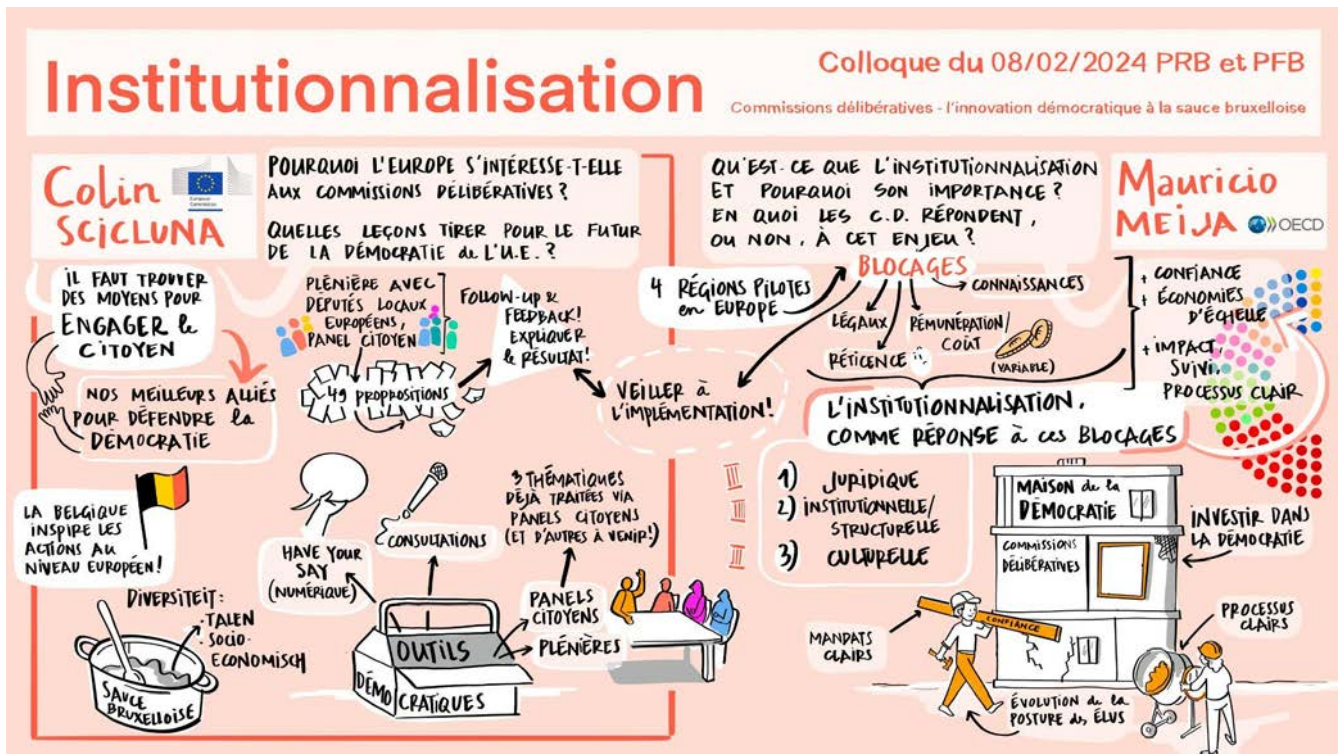 Institutionnalisation
Colloque du 08/02/2024 PRB et PFB
Commissions délibératives - l'innovation démocratique à la sauce bruxelloise
Colin
SCICLUNA
European
Commission
POURQUOI L'EUROPE S'INTÉRESSE-T-ELLE
AUX COMMISSIONS DÉLIBÉRATIVES ?
QUELLES LEÇONS TIRER POUR LE FUTUR
DE LA DÉMOCRATIE de L'U.E. ?
IL FAUT TROUVER
DES MOYENS POUR
ENGAGER le
CITOYEN
NOS MEILLEURS ALLIÉS
POUR DÉFENDRE la
DÉMOCRATIE
PLÉNIÈRE AVEC
DÉPUTÉS LOCAUX
EUROPÉENS,
PANEL CITOYEN
49 PROPPOSITIONS
FOLLOW-UP &
FEEDBACK!
EXPLIQUER
le RÉSULTAT!
VEILLER À
L'IMPLÉMENTATION!
LA BELGIQUE
INSPIRE LES
ACTIONS AU
NIVEAU EUROPÉEN!
DIVERSITEIT:
- TALEN
- SOCIO-
ECONOMISCH
SAUCE
BRUXELLOISE
HAVE YOUR
SAY
(NUMÉRIQUE)
CONSULTATIONS
3 THÉMATIQUES
DÉJÀ TRAITÉES VIA
PANELS CITOYENS
(ET D'AUTRES À VENIR!)
PANELS
CITOYENS
PLÉNIÈRES
OUTILS
DÉMOCRATIQUES
QU'EST-CE QUE L'INSTITUTIONNALISATION
ET POURQUOI SON IMPORTANCE ?
EN QUOI LES C.D. RÉPONDENT,
OU NON, À CET ENJEU ?
Mauricio
MEIJA
OECD
4 RÉGIONS PILOTES
en EUROPE
BLOCAGES
LÉGAUX
RÉTICENCE
RÉMUNÉRATION/
COÛT
(VARIABLE)
CONNAISSANCES
+ CONFIANCE
+ ÉCONOMIES
D'ÉCHELLE
+ IMPACT,
SUIVI,
PROCESSUS CLAIR
L'INSTITUTIONNALISATION,
COMME RÉPONSE à ces BLOCAGES
1) JURIDIQUE
2) INSTITUTIONNELLE/
STRUCTURELLE
3) CULTURELLE
MAISON de la
DÉMOCRATIE
COMMISSIONS
DÉLIBÉRATIVES
INVESTIR DANS
LA DÉMOCRATIE
PROCESSUS
CLAIRS
MANDATS
CLAIRS
CONFIANCE
ÉVOLUTION de la
POSTURE des ÉLUS